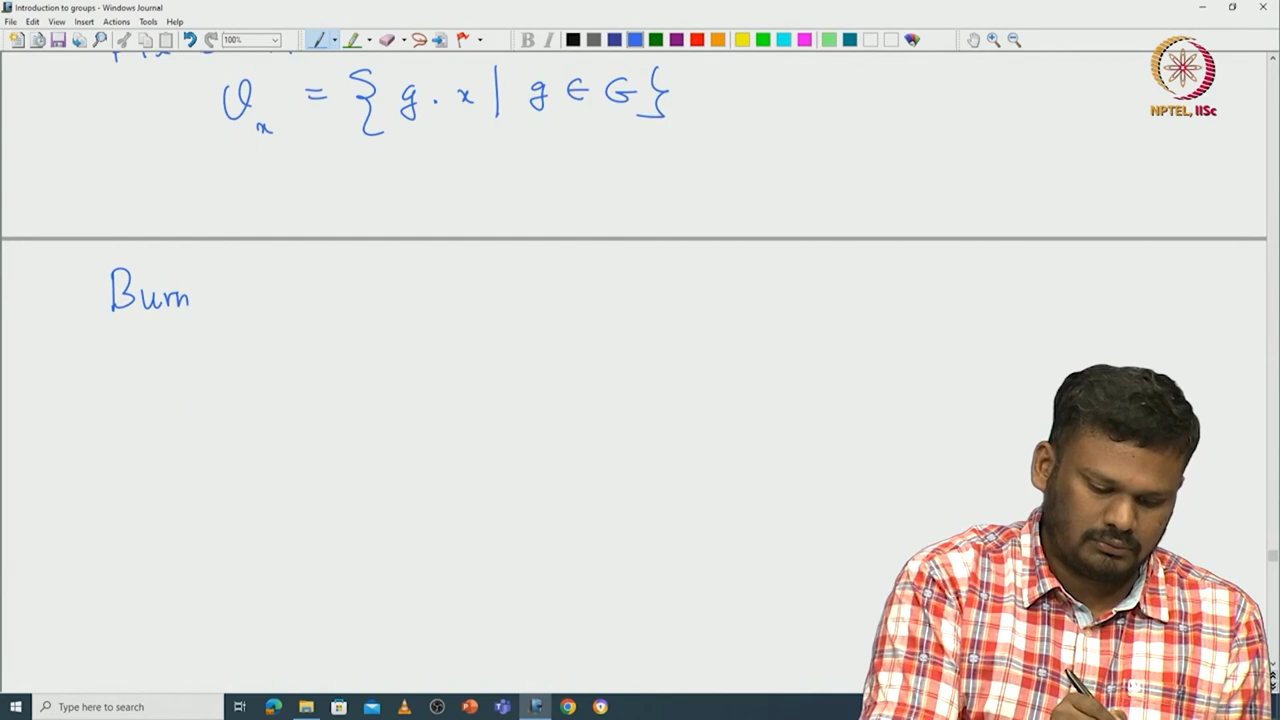 Introduction to groups - Windows Journal
File Edit View Insert Actions Tools Help
100%
B I
𝒪ₓ = { g . x | g ∈ G }
NPTEL, IISc
Burn
Type here to search